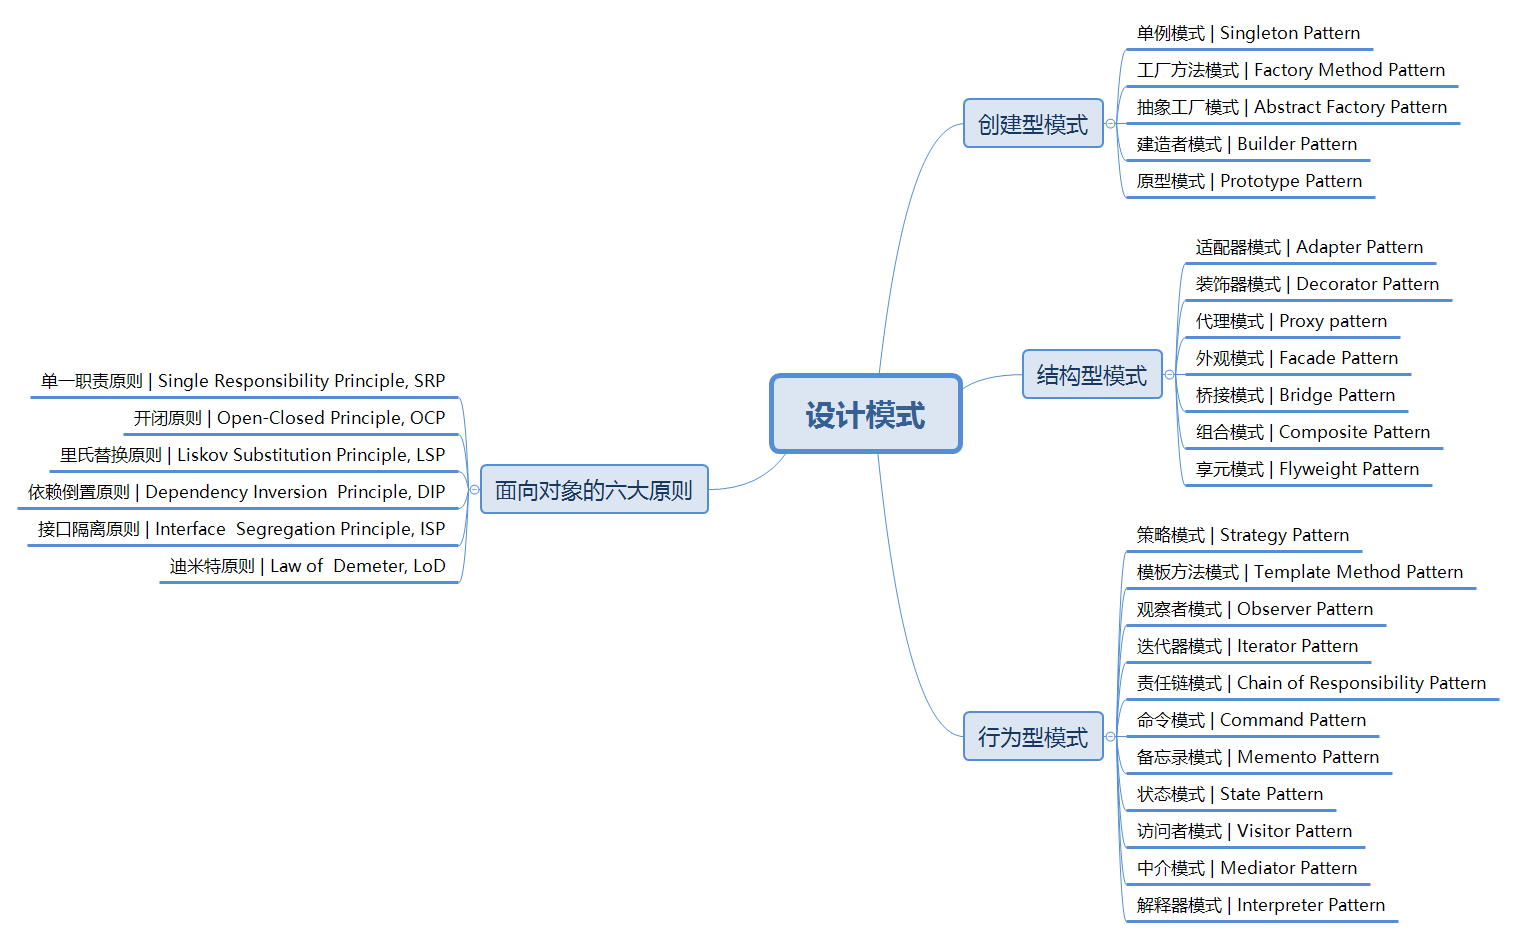 设计模式
创建型模式
单例模式 | Singleton Pattern
工厂方法模式 | Factory Method Pattern
抽象工厂模式 | Abstract Factory Pattern
建造者模式 | Builder Pattern
原型模式 | Prototype Pattern
结构型模式
适配器模式 | Adapter Pattern
装饰器模式 | Decorator Pattern
代理模式 | Proxy pattern
外观模式 | Facade Pattern
桥接模式 | Bridge Pattern
组合模式 | Composite Pattern
享元模式 | Flyweight Pattern
行为型模式
策略模式 | Strategy Pattern
模板方法模式 | Template Method Pattern
观察者模式 | Observer Pattern
迭代器模式 | Iterator Pattern
责任链模式 | Chain of Responsibility Pattern
命令模式 | Command Pattern
备忘录模式 | Memento Pattern
状态模式 | State Pattern
访问者模式 | Visitor Pattern
中介模式 | Mediator Pattern
解释器模式 | Interpreter Pattern
面向对象的六大原则
单一职责原则 | Single Responsibility Principle, SRP
开闭原则 | Open-Closed Principle, OCP
里氏替换原则 | Liskov Substitution Principle, LSP
依赖倒置原则 | Dependency Inversion  Principle, DIP
接口隔离原则 | Interface  Segregation Principle, ISP
迪米特原则 | Law of  Demeter, LoD